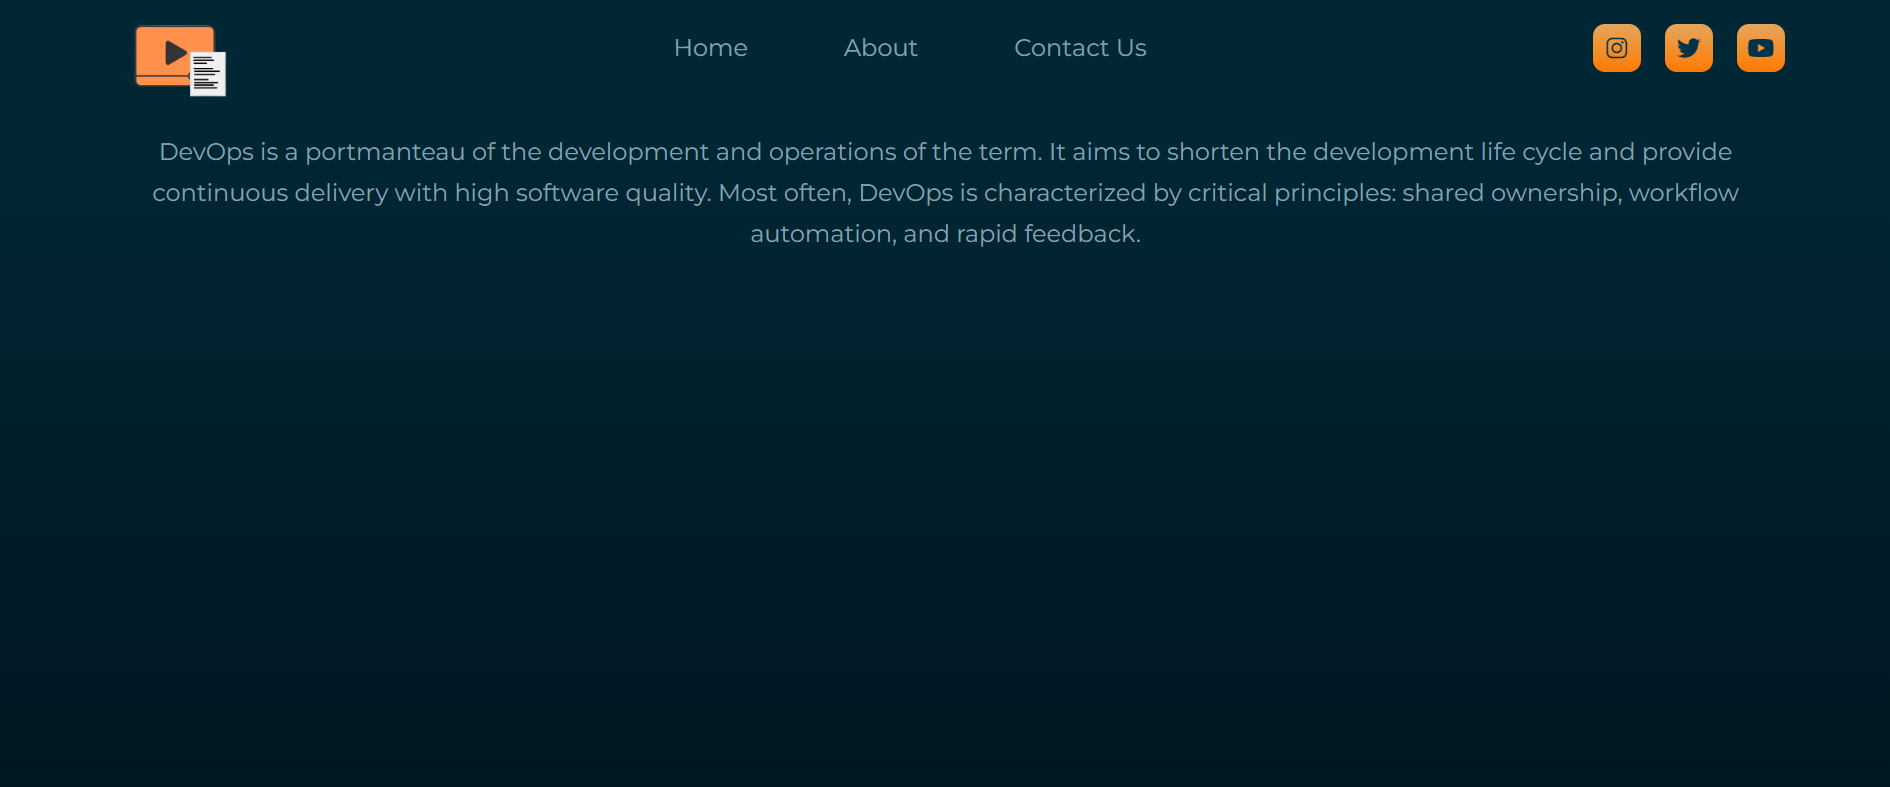 Home About Contact Us
DevOps is a portmanteau of the development and operations of the term. It aims to shorten the development life cycle and provide
continuous delivery with high software quality. Most often, DevOps is characterized by critical principles: shared ownership, workflow
automation, and rapid feedback.